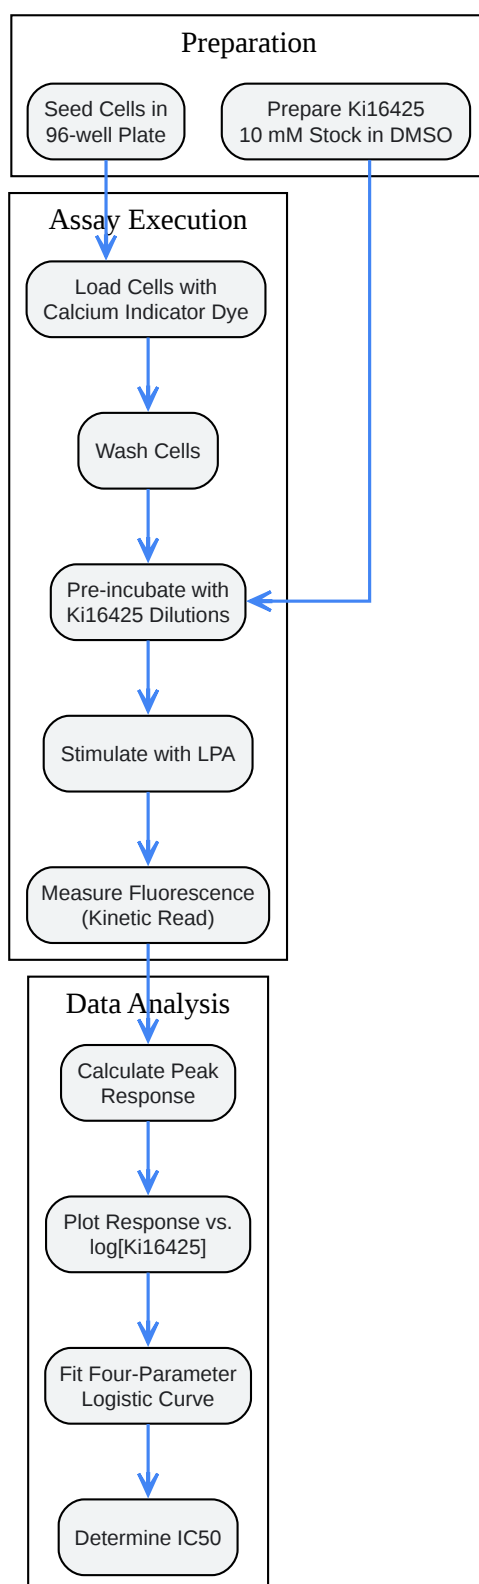 Preparation
Seed Cells in
96-well Plate
Prepare Ki16425
10 mM Stock in DMSO
Assay Execution
Load Cells with
Calcium Indicator Dye
Wash Cells
Pre-incubate with
Ki16425 Dilutions
Stimulate with LPA
Measure Fluorescence
(Kinetic Read)
Data Analysis
Calculate Peak
Response
Plot Response vs.
log[Ki16425]
Fit Four-Parameter
Logistic Curve
Determine IC50